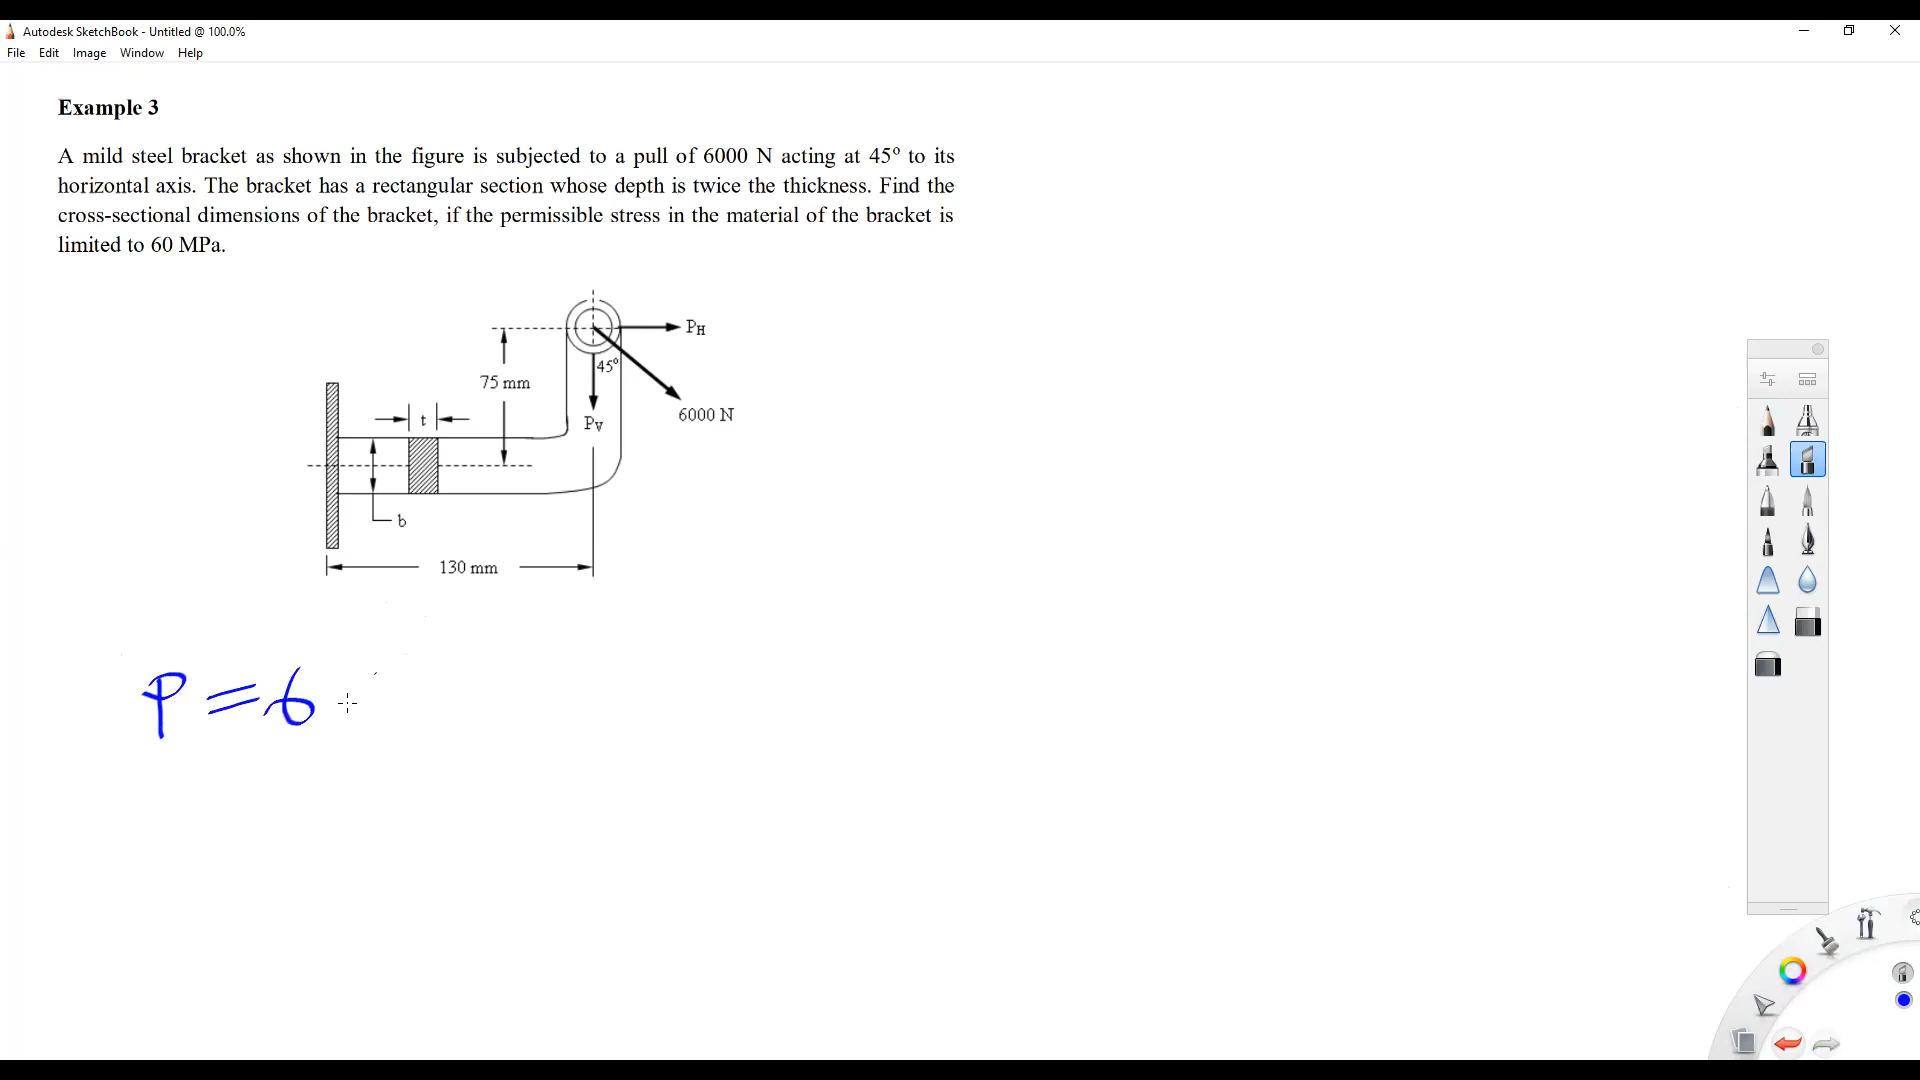 Autodesk SketchBook - Untitled @ 100.0%
File Edit Image Window Help
Example 3
A mild steel bracket as shown in the figure is subjected to a pull of 6000 N acting at 45° to its
horizontal axis. The bracket has a rectangular section whose depth is twice the thickness. Find the
cross-sectional dimensions of the bracket, if the permissible stress in the material of the bracket is
limited to 60 MPa.
PH
45°
75 mm
6000 N
t
PV
b
130 mm
P = 6